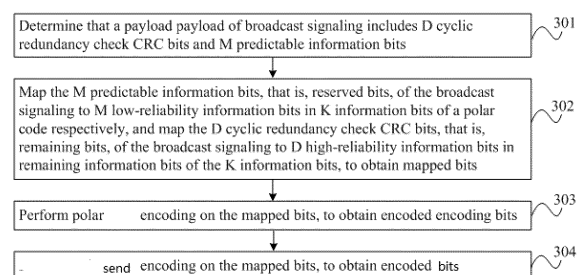 Determine that a payload payload of broadcast signaling includes D cyclic
redundancy check CRC bits and M predictable information bits
301
Map the M predictable information bits, that is, reserved bits, of the broadcast
signaling to M low-reliability information bits in K information bits of a polar
code respectively, and map the D cyclic redundancy check CRC bits, that is,
remaining bits, of the broadcast signaling to D high-reliability information bits in
remaining information bits of the K information bits, to obtain mapped bits
302
Perform polar encoding on the mapped bits, to obtain encoded encoding bits
303
send encoding on the mapped bits, to obtain encoded bits
304